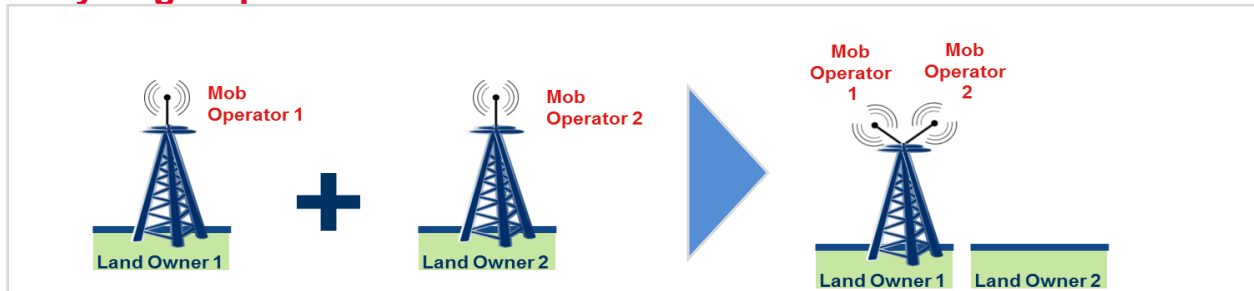 Mob
Operator 1
Land Owner 1
Mob
Operator 2
Land Owner 2
Mob
Operator
1
Mob
Operator
2
Land Owner 1
Land Owner 2